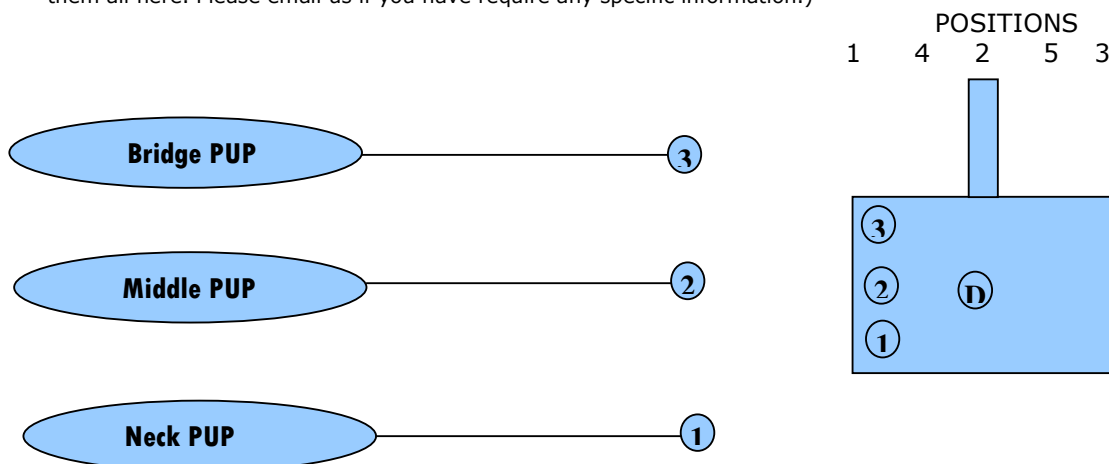 them all here. Please email us if you have require any specific information.)
POSITIONS
1 4 2 5 3
Bridge PUP 3
Middle PUP 2
Neck PUP 1
3
2 D
1